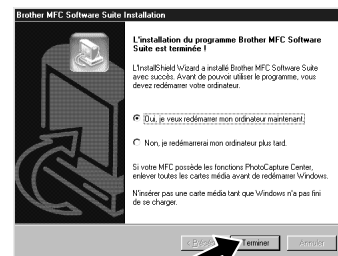 Brother MFC Software Suite Installation
L'installation du programme Brother MFC Software
Suite est terminée !
L'InstallShield Wizard a installé Brother MFC Software Suite
avec succès. Avant de pouvoir utiliser le programme, vous
devez redémarrer votre ordinateur.
Oui, je veux redémarrer mon ordinateur maintenant.
Non, je redémarrerai mon ordinateur plus tard.
Si votre MFC possède les fonctions PhotoCapture Center,
enlever toutes les cartes média avant de redémarrer Windows.
N'insérer pas une carte média tant que Windows n'a pas fini
de se charger.
Terminer
Annuler